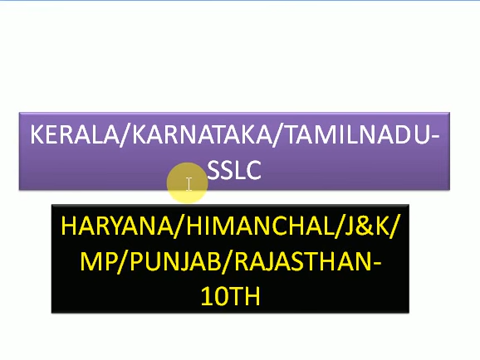 KERALA/KARNATAKA/TAMILNADU-
SSLC
HARYANA/HIMANCHAL/J&K/
MP/PUNJAB/RAJASTHAN-
10TH